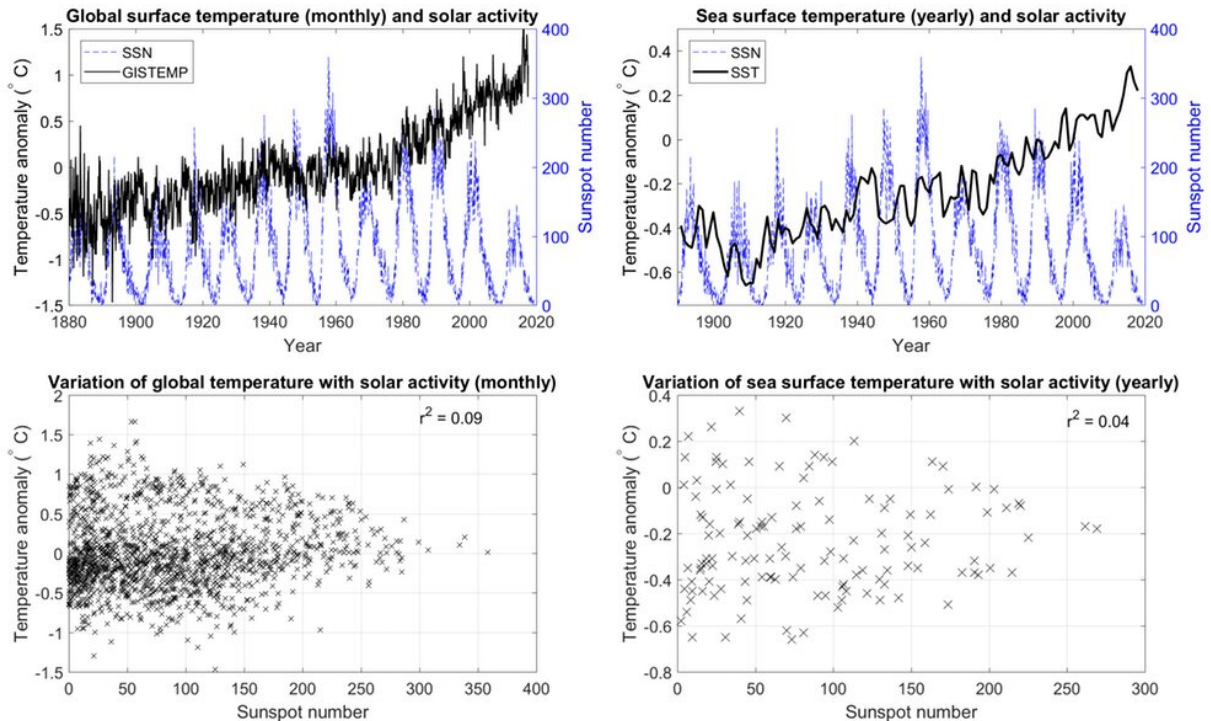 Global surface temperature (monthly) and solar activity
1.5
1
0.5
0
-0.5
-1
-1.5
Temperature anomaly (° C)
SSN
GISTEMP
400
300
200
100
0
Sunspot number
1880 1900 1920 1940 1960 1980 2000 2020
Year
Sea surface temperature (yearly) and solar activity
0.4
0.2
0
-0.2
-0.4
-0.6
Temperature anomaly (° C)
SSN
SST
400
300
200
100
0
Sunspot number
1900 1920 1940 1960 1980 2000 2020
Year
Variation of global temperature with solar activity (monthly)
2
1.5
1
0.5
0
-0.5
-1
-1.5
Temperature anomaly (° C)
r² = 0.09
0 50 100 150 200 250 300 350 400
Sunspot number
Variation of sea surface temperature with solar activity (yearly)
0.4
0.2
0
-0.2
-0.4
-0.6
-0.8
Temperature anomaly (° C)
r² = 0.04
0 50 100 150 200 250 300
Sunspot number